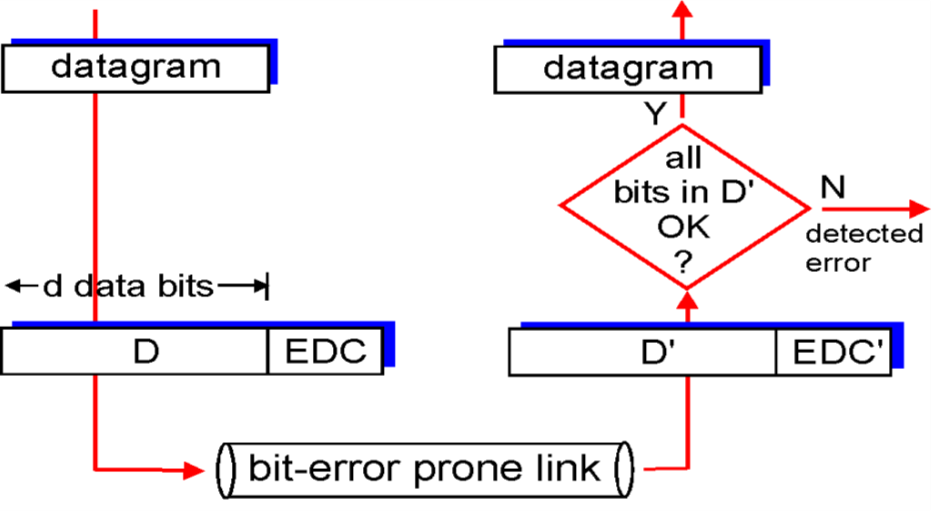 datagram
datagram
Y
all
bits in D'
OK
?
N
detected
error
d data bits
D
EDC
D'
EDC'
bit-error prone link